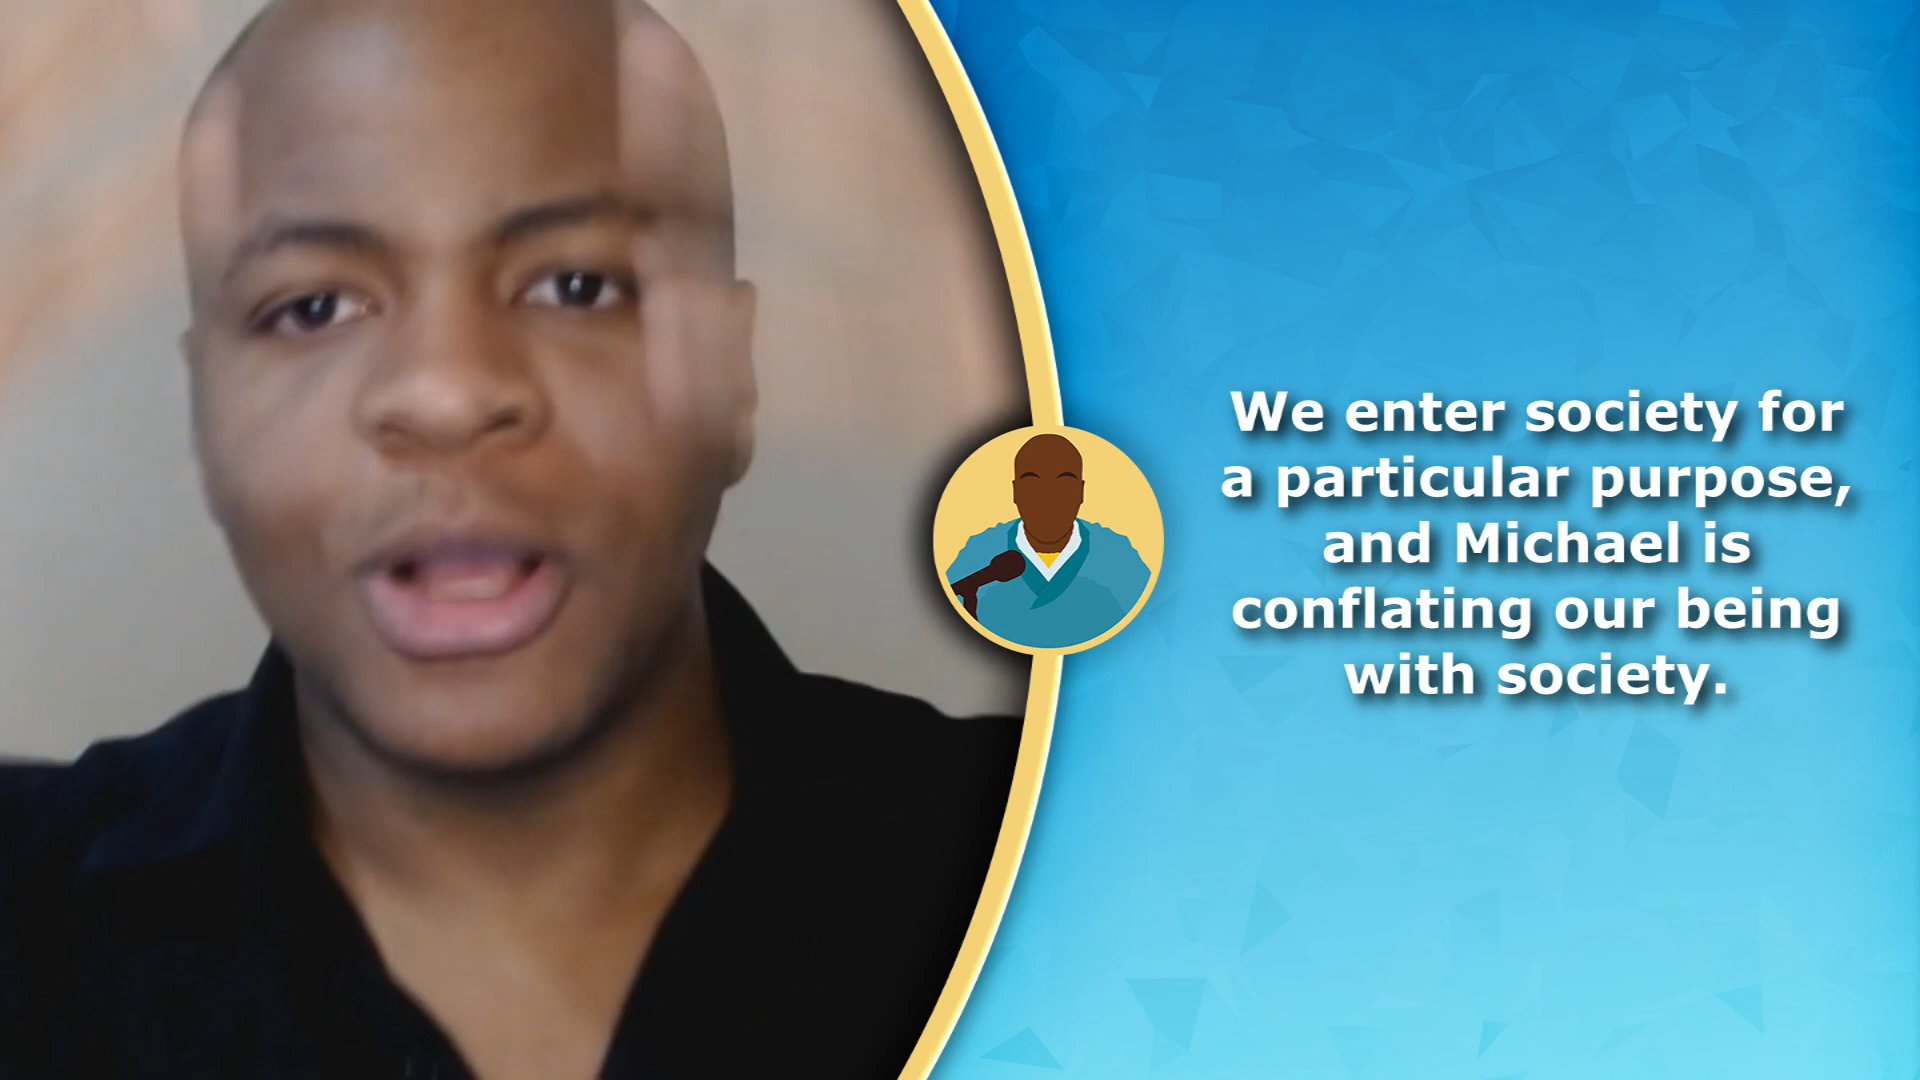 We enter society for
a particular purpose,
and Michael is
conflating our being
with society.